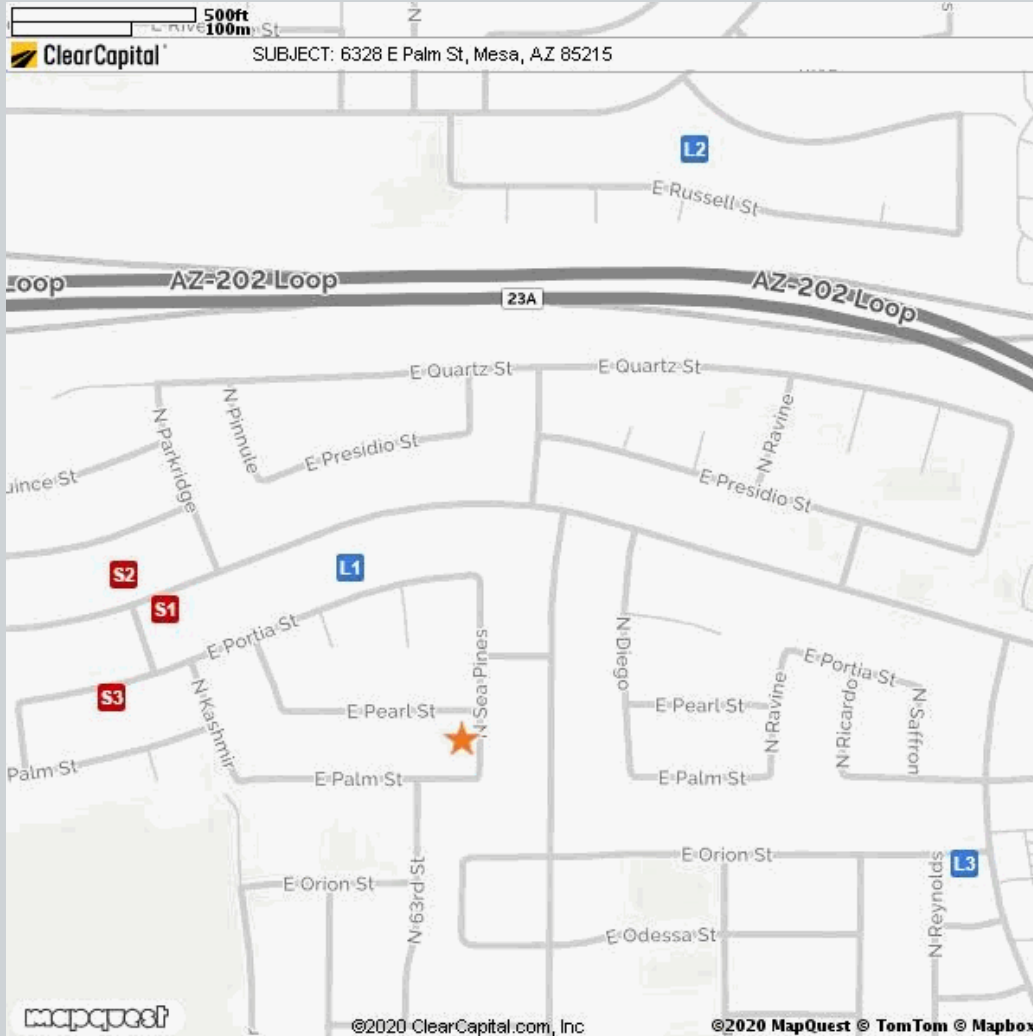 500ft
100m
N
ClearCapital
SUBJECT: 6328 E Palm St, Mesa, AZ 85215
L2
E Russell St
Loop
AZ-202 Loop
AZ-202 Loop
23A
E Quartz St
E Quartz St
N Pinnule
N Parkridge
N Ravine
E Presidio St
uince St
E Presidio St
S2
L1
S1
E Portia St
N Sea Pines
N Diego
E Portia St
S3
N Kashmir
E Pearl St
E Pearl St
N Ravine
N Ricardo
N Saffron
Palm St
E Palm St
E Palm St
E Orion St
L3
E Orion St
N 63rd St
N Reynolds
E Odessa St
mapquest
©2020 ClearCapital.com, Inc
©2020 MapQuest © TomTom © Mapbox